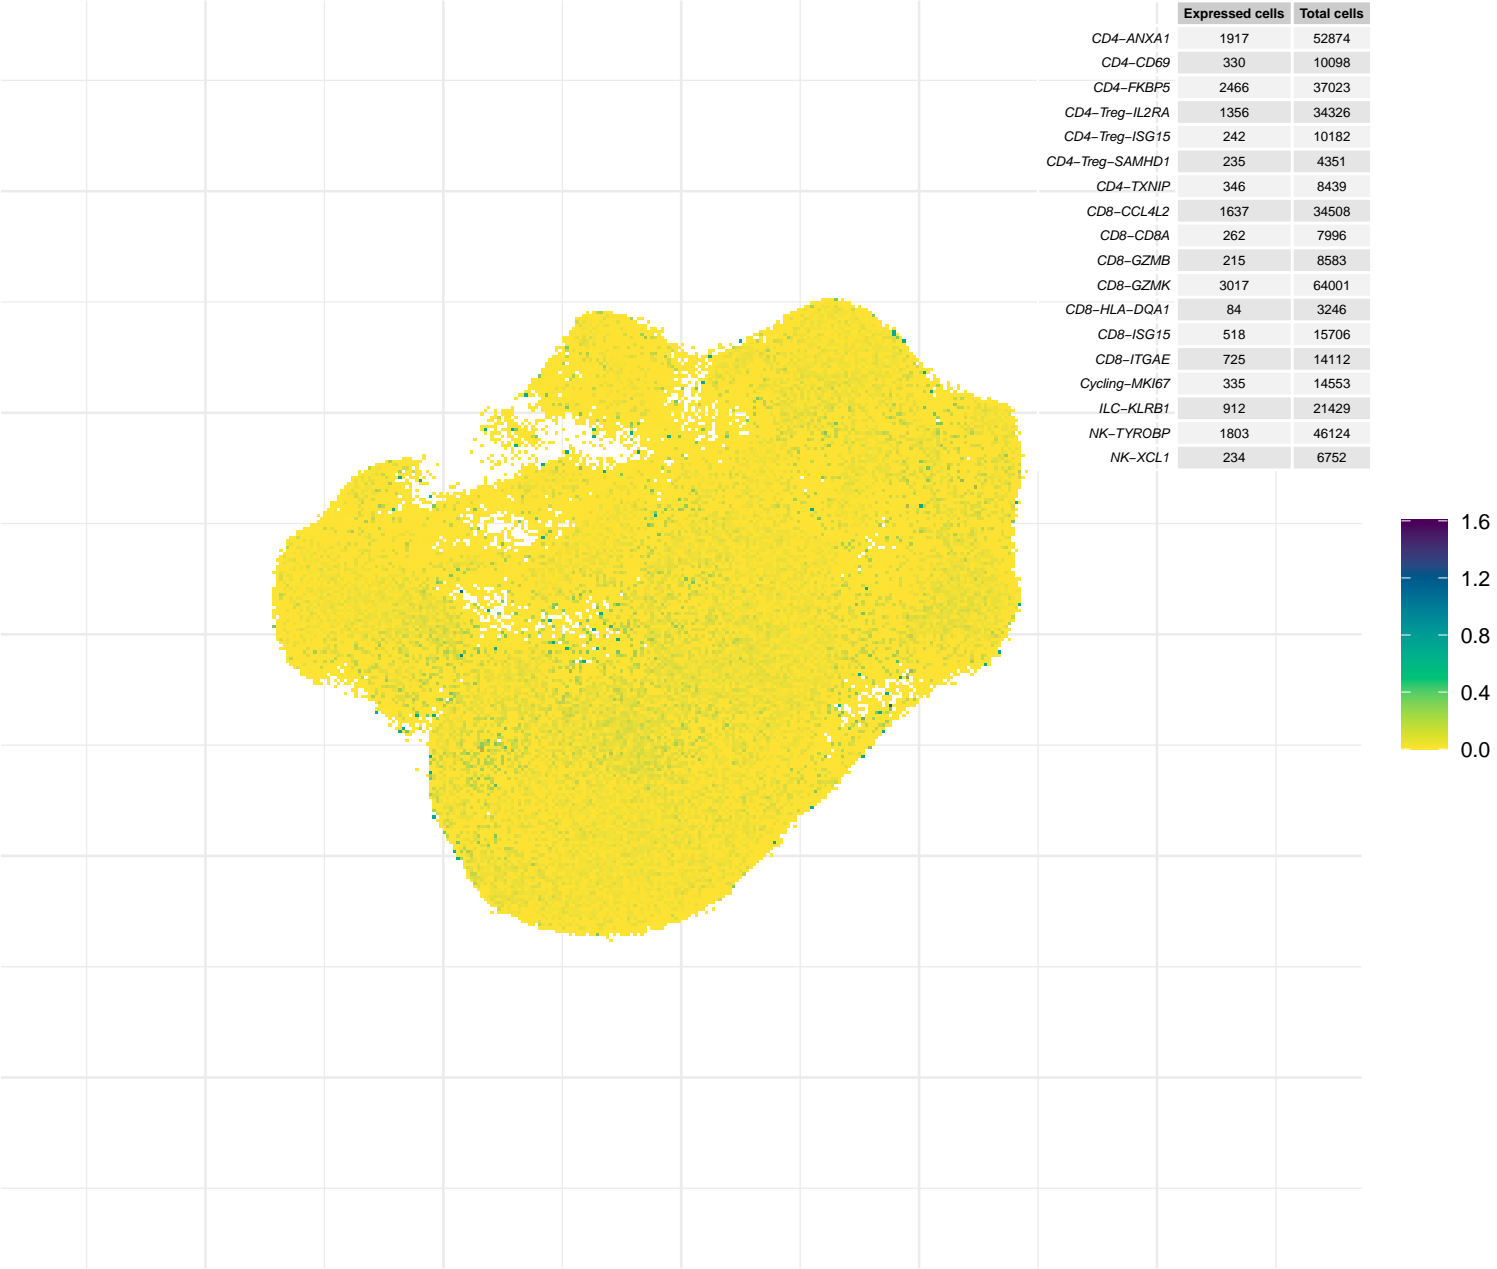 Expressed cells Total cells
CD4−ANXA1 1917 52874
CD4−CD69 330 10098
CD4−FKBP5 2466 37023
CD4−Treg−IL2RA 1356 34326
CD4−Treg−ISG15 242 10182
CD4−Treg−SAMHD1 235 4351
CD4−TXNIP 346 8439
CD8−CCL4L2 1637 34508
CD8−CD8A 262 7996
CD8−GZMB 215 8583
CD8−GZMK 3017 64001
CD8−HLA−DQA1 84 3246
CD8−ISG15 518 15706
CD8−ITGAE 725 14112
Cycling−MKI67 335 14553
ILC−KLRB1 912 21429
NK−TYROBP 1803 46124
NK−XCL1 234 6752
1.6
1.2
0.8
0.4
0.0